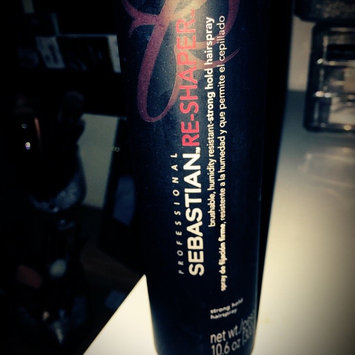 PROFESSIONAL
SEBASTIAN RE-SHAPER
brushable, humidity resistant-strong hold hairspray
spray de fijación firme, resistente a la humedad y que permite el cepillado
strong hold
hairspray
net wt.
10.6 oz